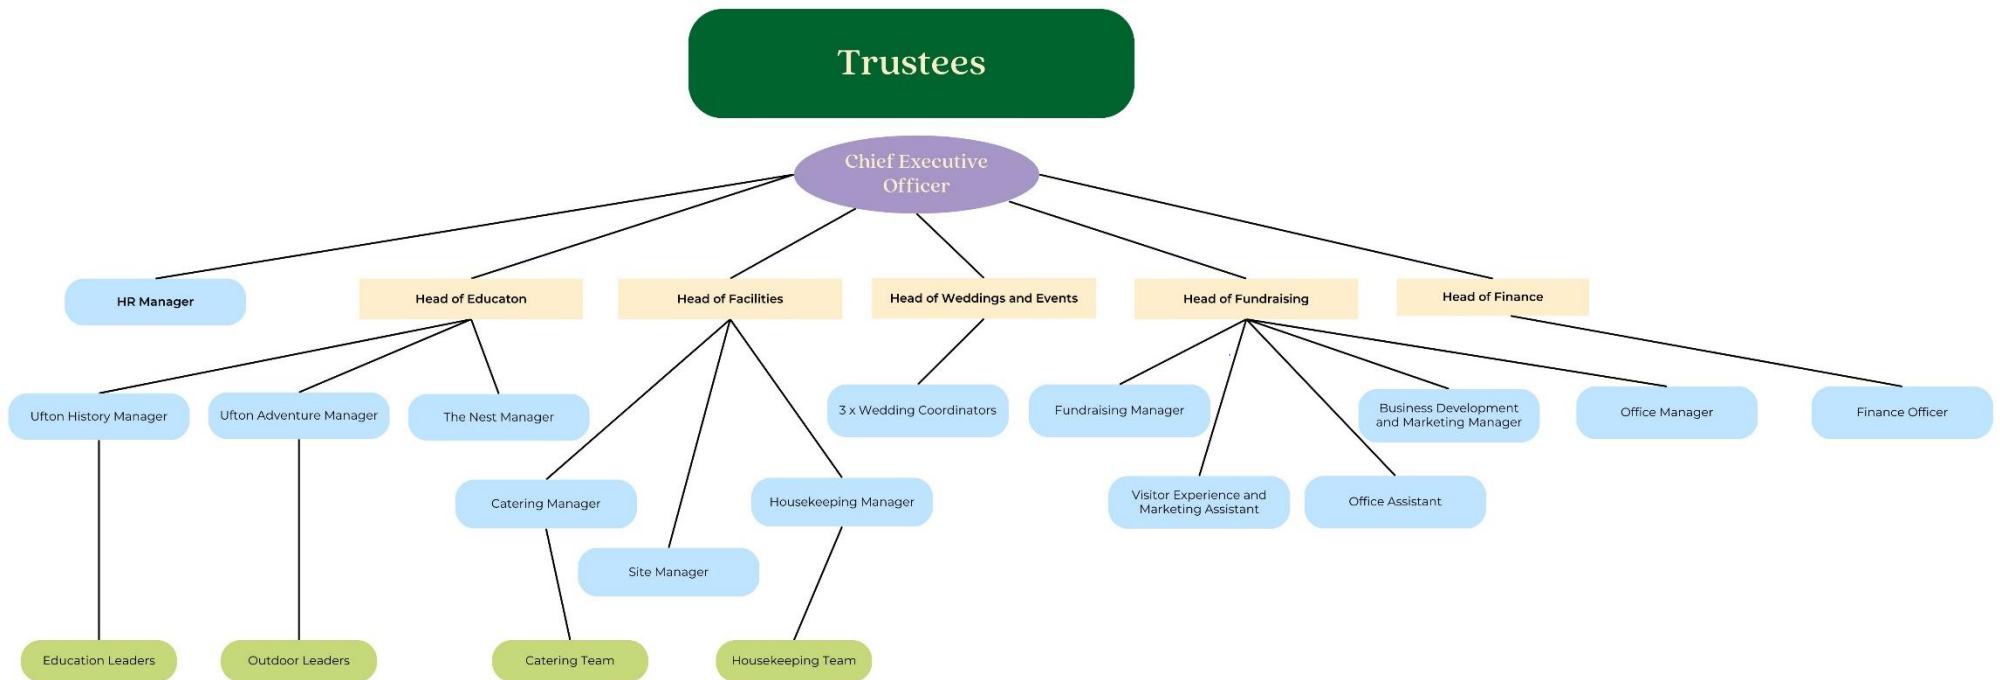 Trustees
Chief Executive
Officer
HR Manager
Head of Educaton
Head of Facilities
Head of Weddings and Events
Head of Fundraising
Head of Finance
Ufton History Manager
Ufton Adventure Manager
The Nest Manager
3 x Wedding Coordinators
Fundraising Manager
Business Development
and Marketing Manager
Office Manager
Finance Officer
Catering Manager
Housekeeping Manager
Visitor Experience and
Marketing Assistant
Office Assistant
Site Manager
Education Leaders
Outdoor Leaders
Catering Team
Housekeeping Team